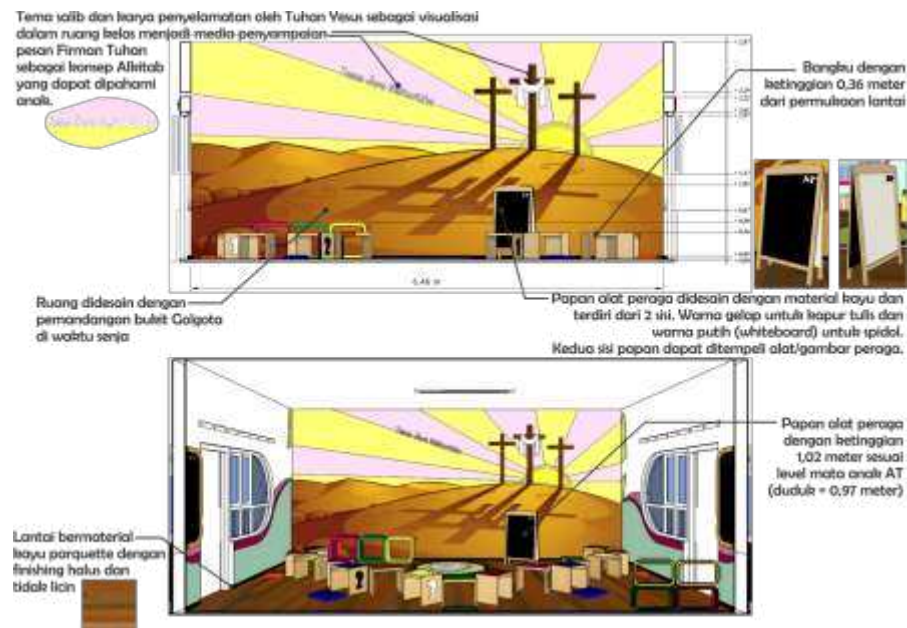 Tema salib dan karya penyelamatan oleh Tuhan Yesus sebagai visualisasi
dalam ruang kelas menjadi media penyampaian
pesan Firman Tuhan
sebagai konsep Alkitab
yang dapat dipahami
anak.
Bangku dengan
ketinggian 0,36 meter
dari permukaan lantai
6,46 m
Ruang didesain dengan
pemandangan bukit Golgota
di waktu senja
Papan alat peraga didesain dengan material kayu dan
terdiri dari 2 sisi. Warna gelap untuk kapur tulis dan
warna putih (whiteboard) untuk spidol.
Kedua sisi papan dapat ditempeli alat/gambar peraga.
Papan alat peraga
dengan ketinggian
1,02 meter sesuai
level mata anak AT
(duduk = 0,97 meter)
Lantai bermaterial
kayu parquette dengan
finishing halus dan
tidak licin